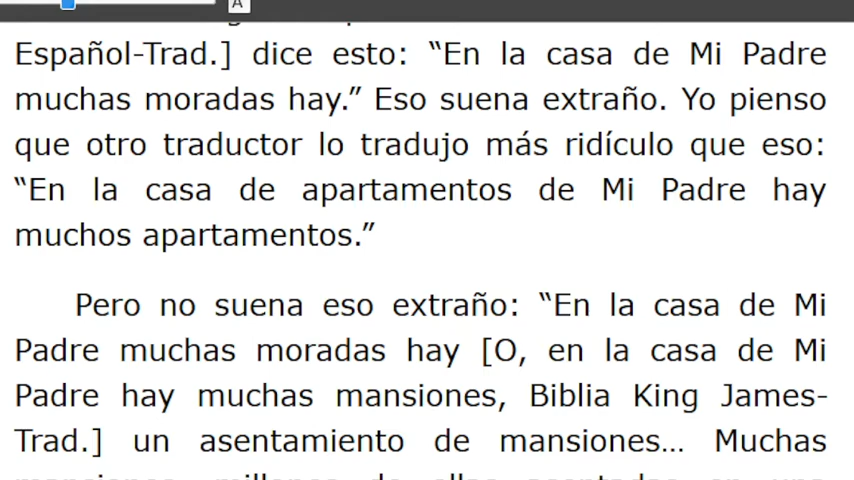 A
Español-Trad.] dice esto: “En la casa de Mi Padre
muchas moradas hay.” Eso suena extraño. Yo pienso
que otro traductor lo tradujo más ridículo que eso:
“En la casa de apartamentos de Mi Padre hay
muchos apartamentos.”
Pero no suena eso extraño: “En la casa de Mi
Padre muchas moradas hay [O, en la casa de Mi
Padre hay muchas mansiones, Biblia King James-
Trad.] un asentamiento de mansiones… Muchas